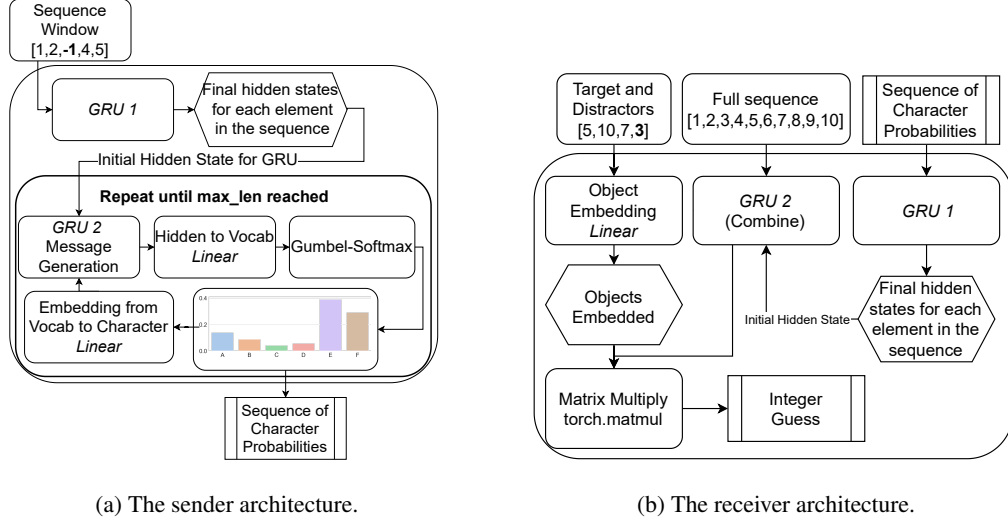 Sequence
Window
[1,2,-1,4,5]
GRU 1
Final hidden states
for each element
in the sequence
Initial Hidden State for GRU
Repeat until max_len reached
GRU 2
Message
Generation
Hidden to Vocab
Linear
Gumbel-Softmax
Embedding from
Vocab to Character
Linear
0.4
0.2
0.0
A B C D E F
Sequence of
Character
Probabilities
(a) The sender architecture.
Target and
Distractors
[5,10,7,3]
Full sequence
[1,2,3,4,5,6,7,8,9,10]
Sequence of
Character
Probabilities
Object
Embedding
Linear
GRU 2
(Combine)
GRU 1
Objects
Embedded
Initial Hidden State
Final hidden
states for each
element in the
sequence
Matrix Multiply
torch.matmul
Integer
Guess
(b) The receiver architecture.